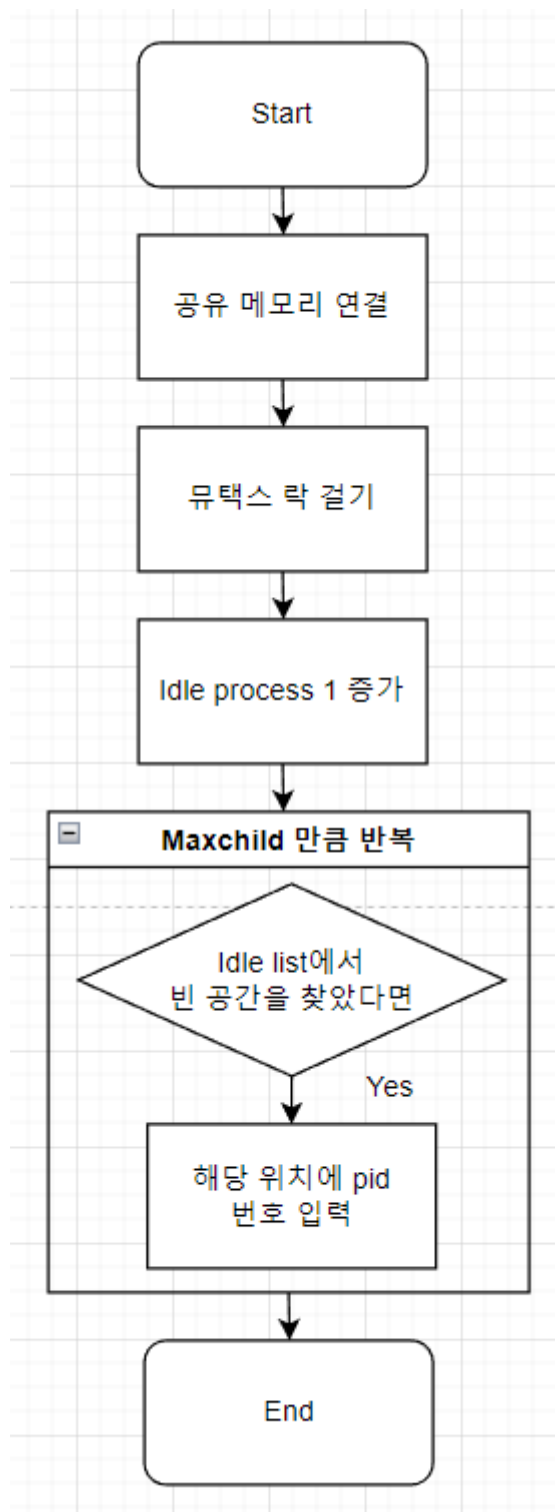 Start
공유 메모리 연결
뮤택스 락 걸기
Idle process 1 증가
Maxchild 만큼 반복
Idle list에서
빈 공간을 찾았다면
Yes
해당 위치에 pid
번호 입력
End